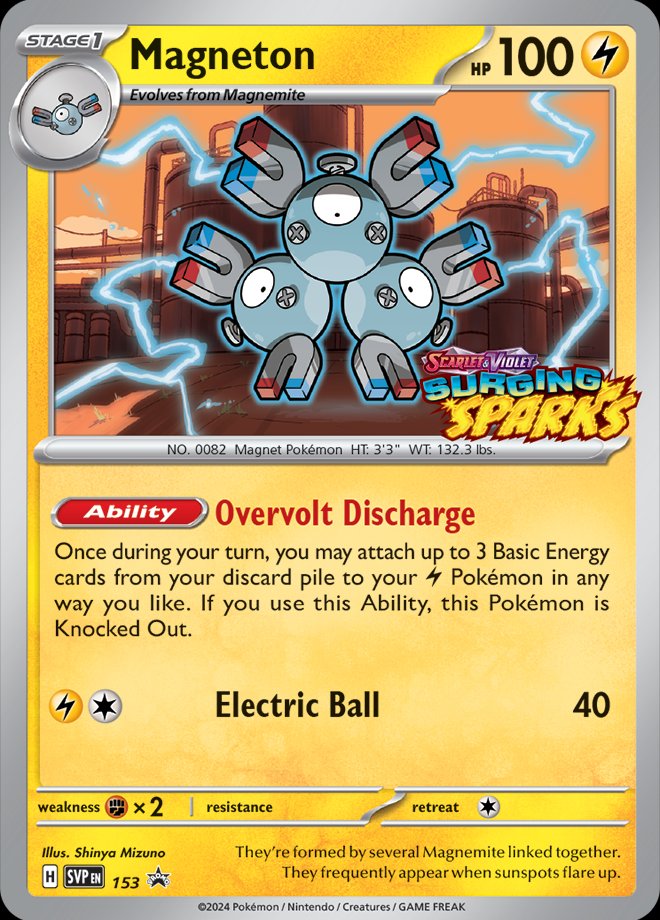 STAGE1
Magneton
HP 100
Evolves from Magnemite
SCARLET & VIOLET
SURGING
SPARKS
NO. 0082 Magnet Pokémon HT: 3'3" WT: 132.3 lbs.
Ability Overvolt Discharge
Once during your turn, you may attach up to 3 Basic Energy
cards from your discard pile to your Pokémon in any
way you like. If you use this Ability, this Pokémon is
Knocked Out.
Electric Ball 40
weakness ×2 resistance retreat
Illus. Shinya Mizuno
They're formed by several Magnemite linked together.
They frequently appear when sunspots flare up.
H SVP EN 153 PROMO
©2024 Pokémon / Nintendo / Creatures / GAME FREAK